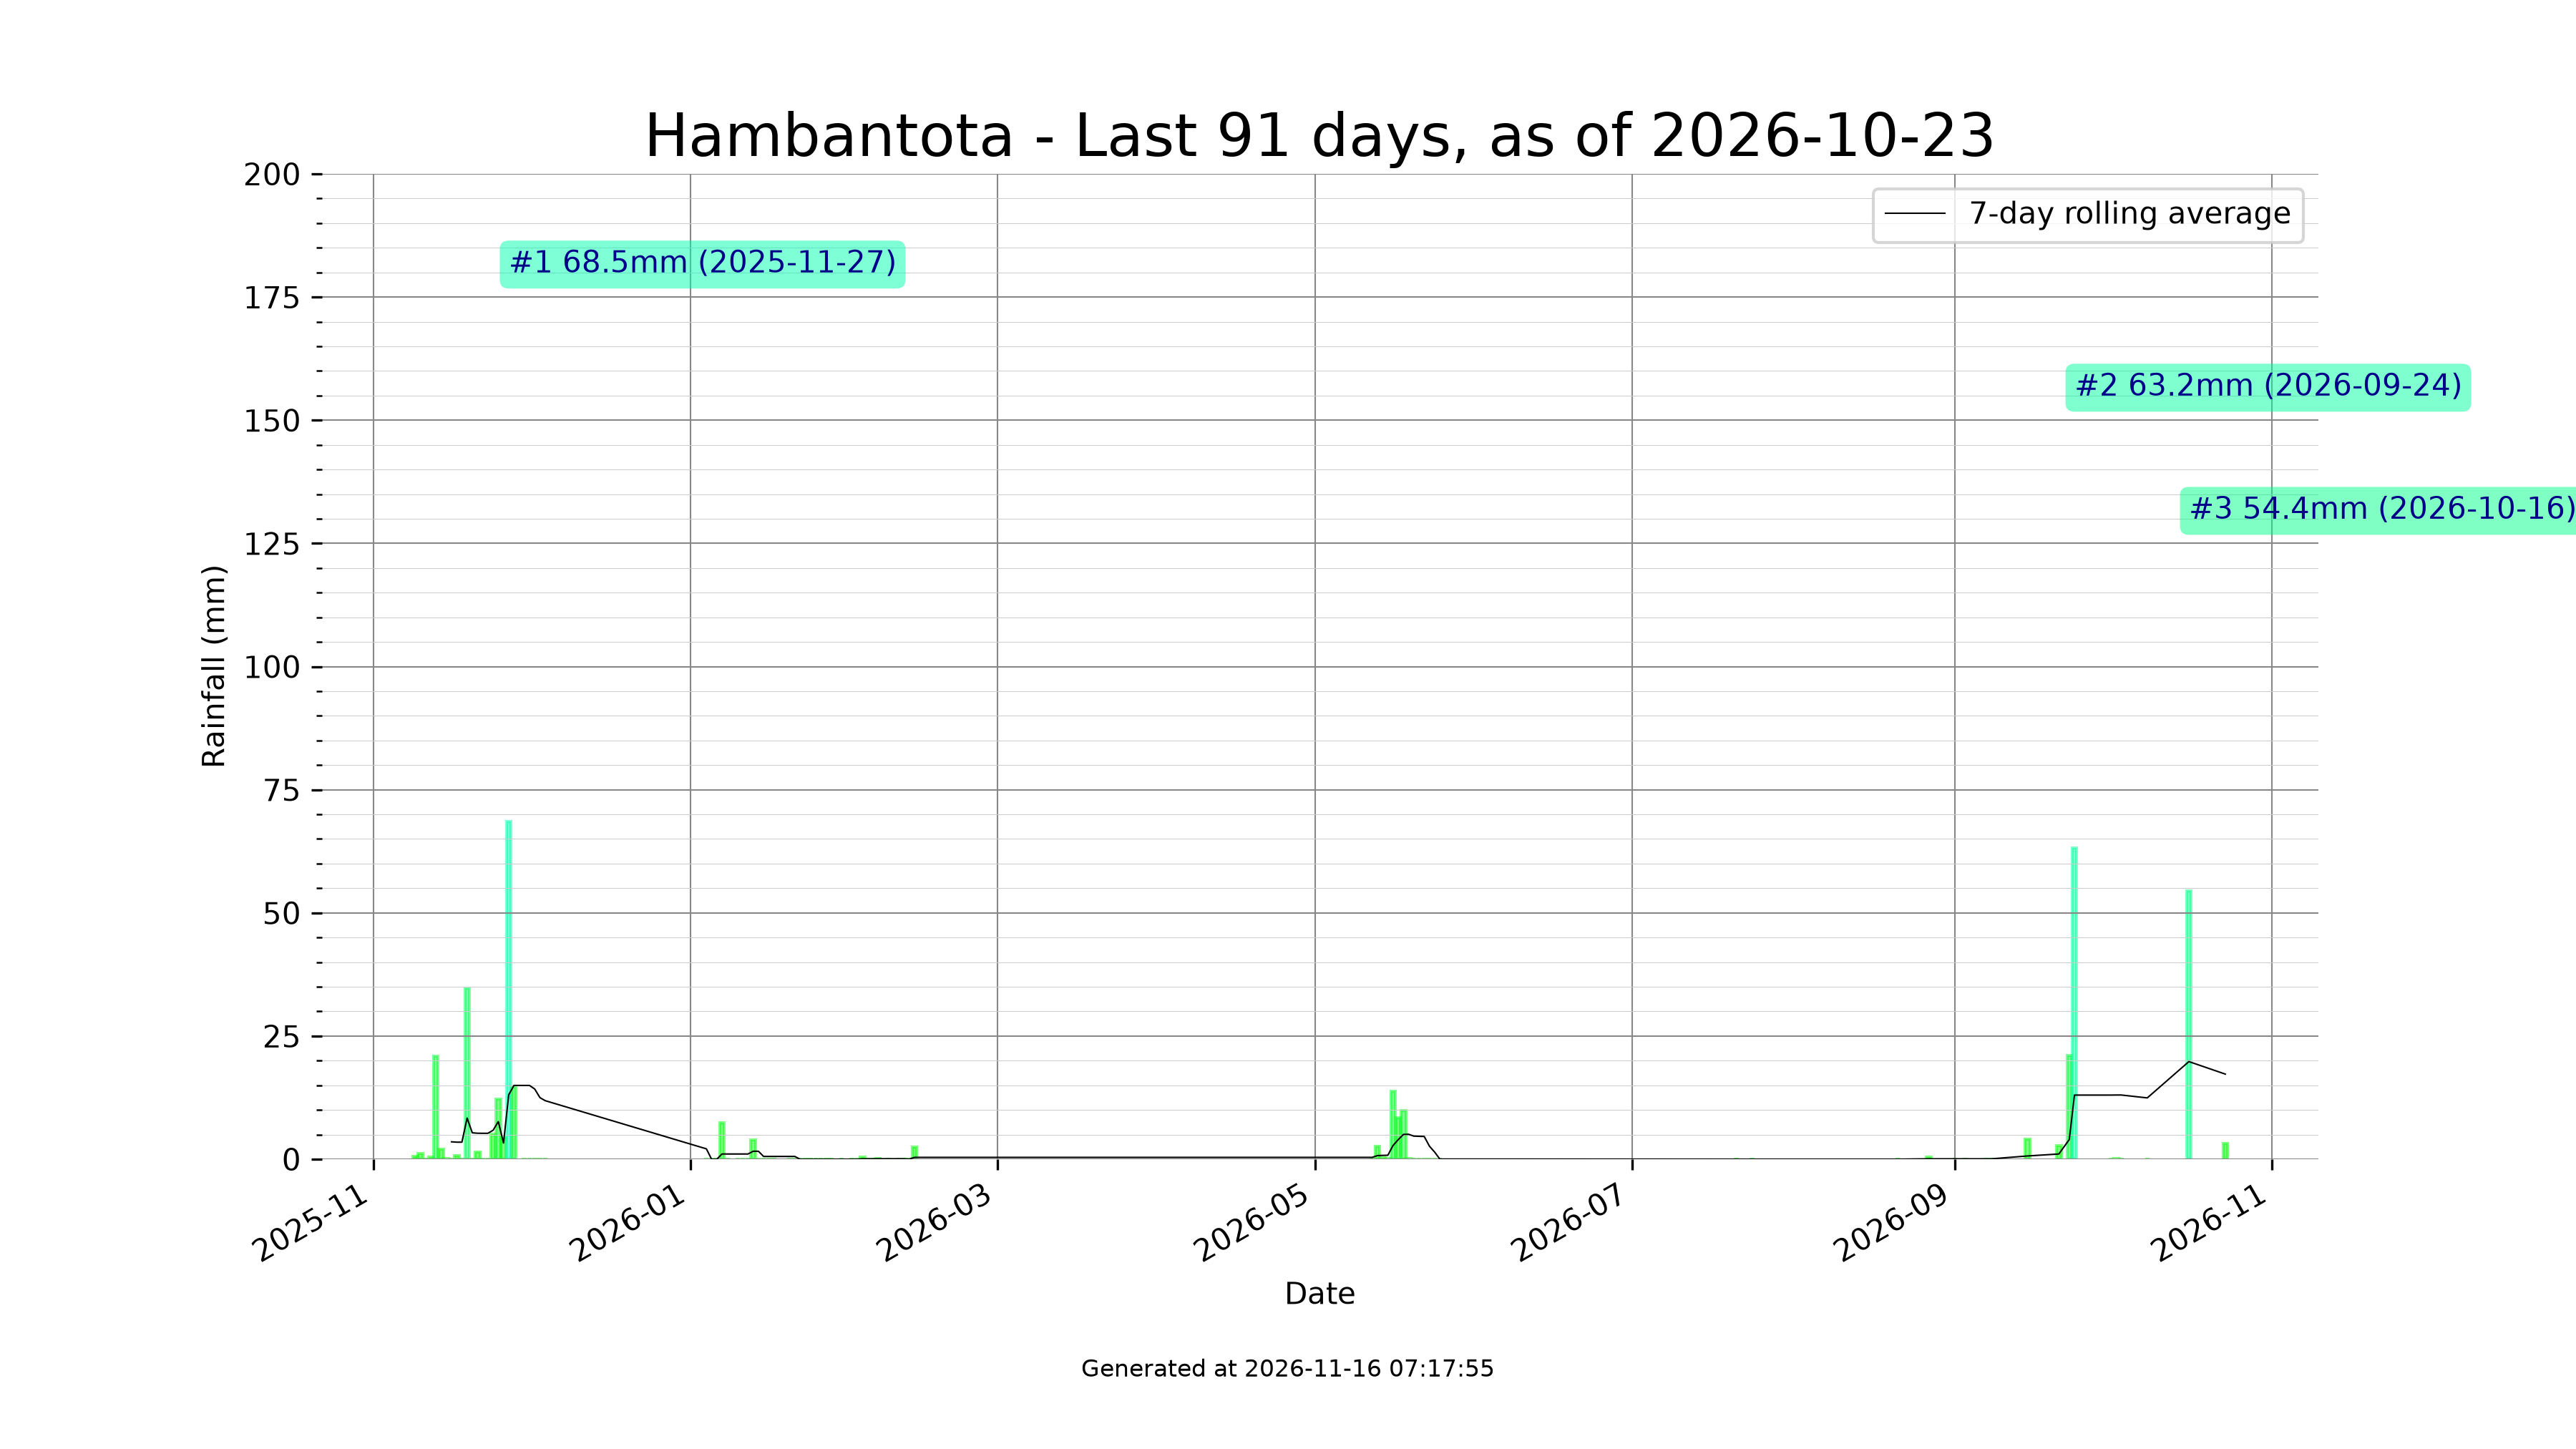 Hambantota - Last 91 days, as of 2026-10-23
200
175
150
125
100
75
50
25
0
Rainfall (mm)
7-day rolling average
#1 68.5mm (2025-11-27)
#2 63.2mm (2026-09-24)
#3 54.4mm (2026-10-16)
2025-11
2026-01
2026-03
2026-05
2026-07
2026-09
2026-11
Date
Generated at 2026-11-16 07:17:55